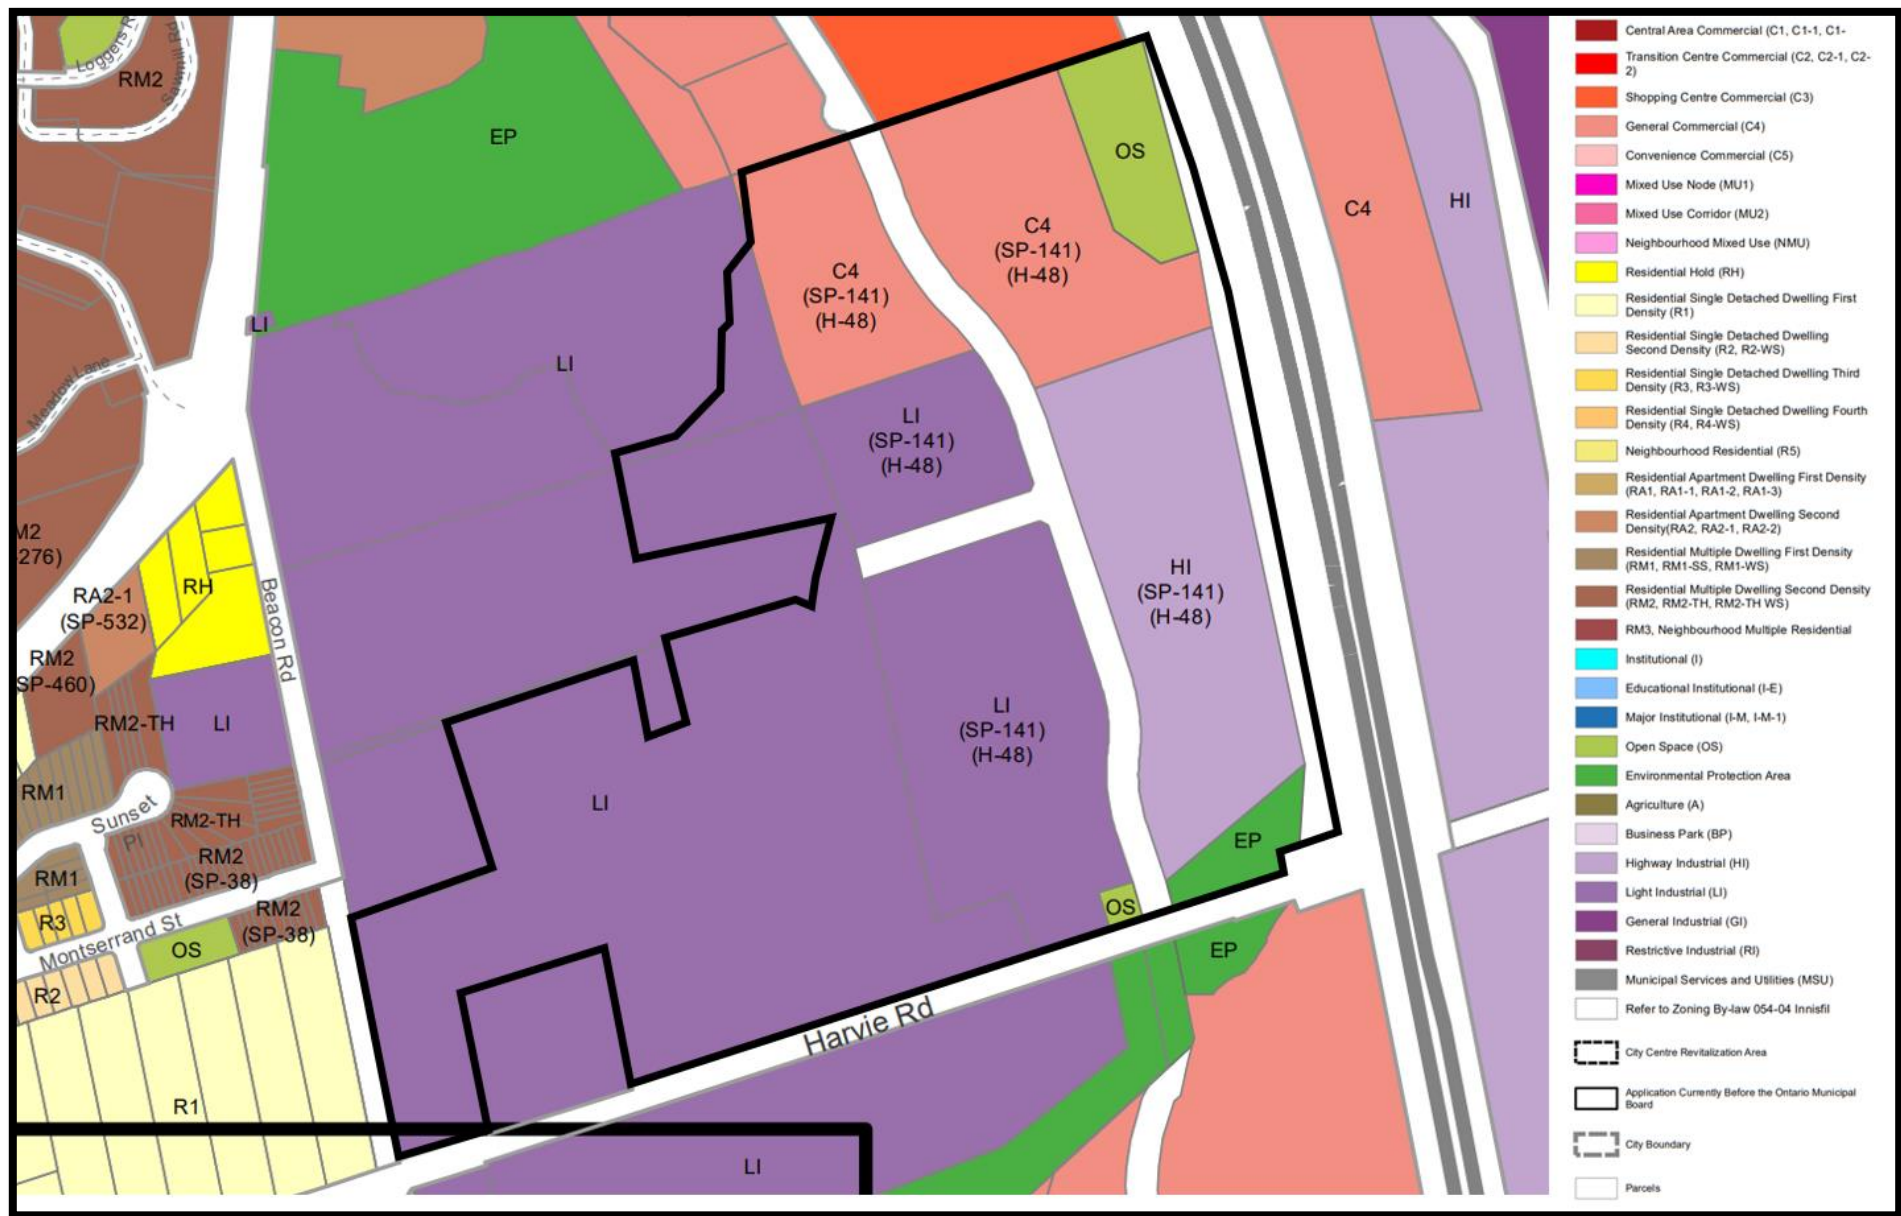 Loggers R
Sawmill Rd
RM2
EP
OS
C4
(SP-141)
(H-48)
C4
(SP-141)
(H-48)
C4
HI
LI
LI
LI
(SP-141)
(H-48)
Meadow Lane
M2
276)
RA2-1
(SP-532)
RH
Beacon Rd
HI
(SP-141)
(H-48)
RM2
SP-460)
RM2-TH
LI
LI
(SP-141)
(H-48)
LI
RM1
Sunset
Pl
RM2-TH
RM2
(SP-38)
EP
RM1
R3
RM2
(SP-38)
OS
Montserrand St
OS
EP
R2
Harvie Rd
R1
LI
Central Area Commercial (C1, C1-1, C1-
Transition Centre Commercial (C2, C2-1, C2-
2)
Shopping Centre Commercial (C3)
General Commercial (C4)
Convenience Commercial (C5)
Mixed Use Node (MU1)
Mixed Use Corridor (MU2)
Neighbourhood Mixed Use (NMU)
Residential Hold (RH)
Residential Single Detached Dwelling First
Density (R1)
Residential Single Detached Dwelling
Second Density (R2, R2-WS)
Residential Single Detached Dwelling Third
Density (R3, R3-WS)
Residential Single Detached Dwelling Fourth
Density (R4, R4-WS)
Neighbourhood Residential (R5)
Residential Apartment Dwelling First Density
(RA1, RA1-1, RA1-2, RA1-3)
Residential Apartment Dwelling Second
Density(RA2, RA2-1, RA2-2)
Residential Multiple Dwelling First Density
(RM1, RM1-SS, RM1-WS)
Residential Multiple Dwelling Second Density
(RM2, RM2-TH, RM2-TH WS)
RM3, Neighbourhood Multiple Residential
Institutional (I)
Educational Institutional (I-E)
Major Institutional (I-M, I-M-1)
Open Space (OS)
Environmental Protection Area
Agriculture (A)
Business Park (BP)
Highway Industrial (HI)
Light Industrial (LI)
General Industrial (GI)
Restrictive Industrial (RI)
Municipal Services and Utilities (MSU)
Refer to Zoning By-law 054-04 Innisfil
City Centre Revitalization Area
Application Currently Before the Ontario Municipal
Board
City Boundary
Parcels